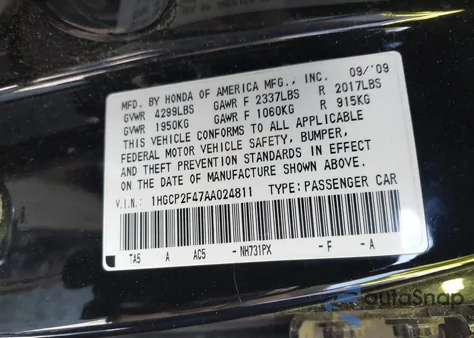 MFD. BY HONDA OF AMERICA MFG., INC. 09/'09
GVWR 4299LBS GAWR F 2337LBS R 2017LBS
GVWR 1950KG GAWR F 1060KG R 915KG
THIS VEHICLE CONFORMS TO ALL APPLICABLE
FEDERAL MOTOR VEHICLE SAFETY, BUMPER,
AND THEFT PREVENTION STANDARDS IN EFFECT
ON THE DATE OF MANUFACTURE SHOWN ABOVE.
V.I.N.: 1HGCP2F47AA024811 TYPE: PASSENGER CAR
TA5 A AC5 -NH731PX -F -A
autoSnap